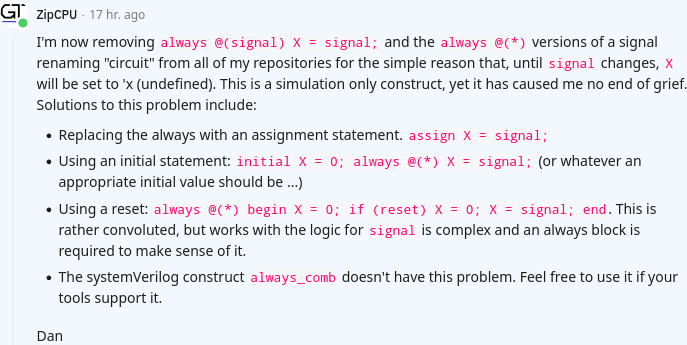 GT
ZipCPU · 17 hr. ago
I'm now removing always @(signal) X = signal; and the always @(*) versions of a signal
renaming "circuit" from all of my repositories for the simple reason that, until signal changes, X
will be set to 'x (undefined). This is a simulation only construct, yet it has caused me no end of grief.
Solutions to this problem include:
• Replacing the always with an assignment statement. assign X = signal;
• Using an initial statement: initial X = 0; always @(*) X = signal; (or whatever an
appropriate initial value should be ...)
• Using a reset: always @(*) begin X = 0; if (reset) X = 0; X = signal; end. This is
rather convoluted, but works with the logic for signal is complex and an always block is
required to make sense of it.
• The systemVerilog construct always_comb doesn't have this problem. Feel free to use it if your
tools support it.
Dan